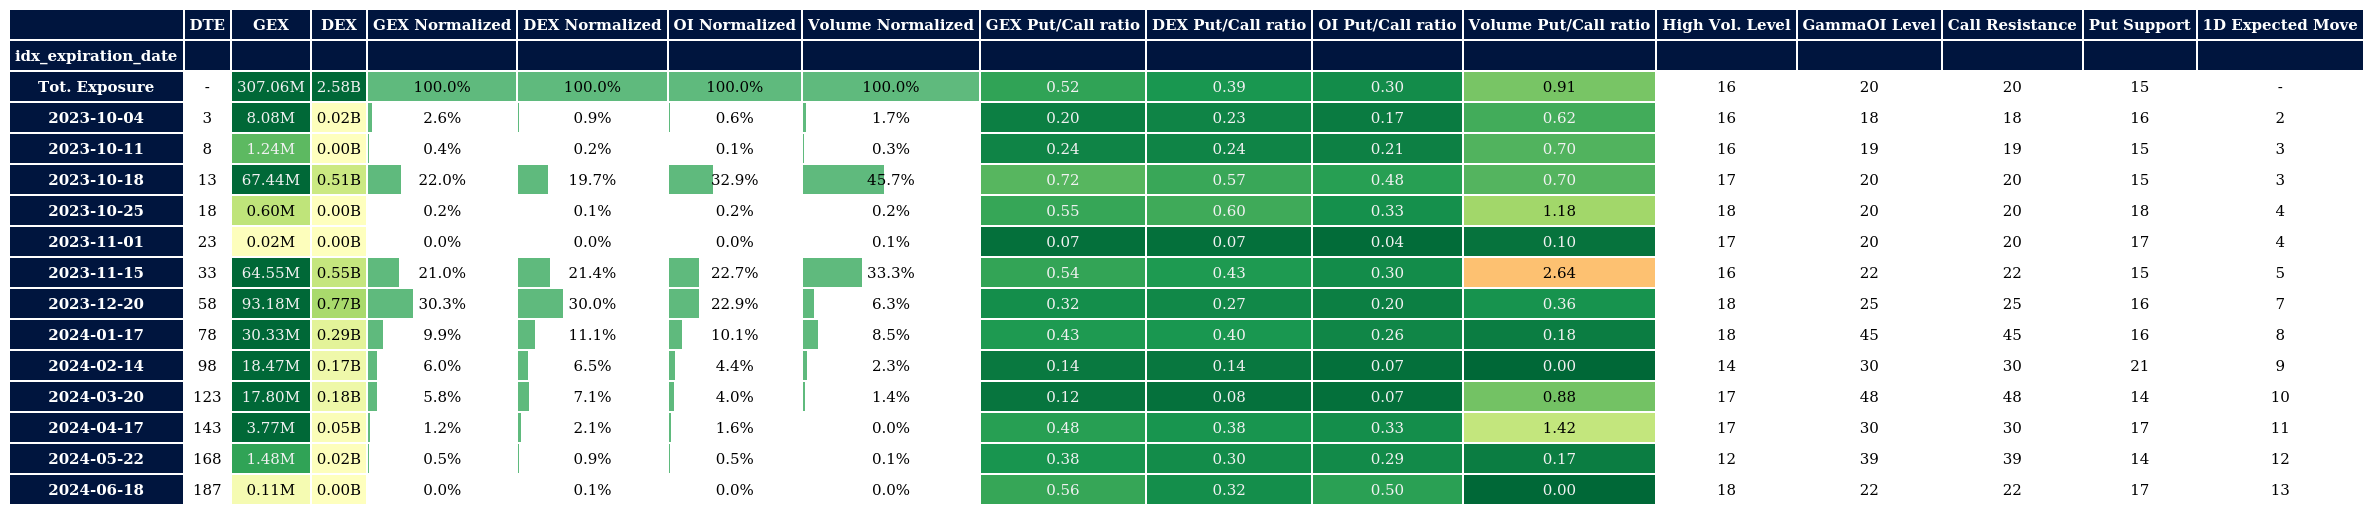 DTE GEX DEX GEX Normalized DEX Normalized OI Normalized Volume Normalized GEX Put/Call ratio DEX Put/Call ratio OI Put/Call ratio Volume Put/Call ratio High Vol. Level GammaOI Level Call Resistance Put Support 1D Expected Move
idx_expiration_date
Tot. Exposure - 307.06M 2.58B 100.0% 100.0% 100.0% 100.0% 0.52 0.39 0.30 0.91 16 20 20 15 -
2023-10-04 3 8.08M 0.02B 2.6% 0.9% 0.6% 1.7% 0.20 0.23 0.17 0.62 16 18 18 16 2
2023-10-11 8 1.24M 0.00B 0.4% 0.2% 0.1% 0.3% 0.24 0.24 0.21 0.70 16 19 19 15 3
2023-10-18 13 67.44M 0.51B 22.0% 19.7% 32.9% 45.7% 0.72 0.57 0.48 0.70 17 20 20 15 3
2023-10-25 18 0.60M 0.00B 0.2% 0.1% 0.2% 0.2% 0.55 0.60 0.33 1.18 18 20 20 18 4
2023-11-01 23 0.02M 0.00B 0.0% 0.0% 0.0% 0.1% 0.07 0.07 0.04 0.10 17 20 20 17 4
2023-11-15 33 64.55M 0.55B 21.0% 21.4% 22.7% 33.3% 0.54 0.43 0.30 2.64 16 22 22 15 5
2023-12-20 58 93.18M 0.77B 30.3% 30.0% 22.9% 6.3% 0.32 0.27 0.20 0.36 18 25 25 16 7
2024-01-17 78 30.33M 0.29B 9.9% 11.1% 10.1% 8.5% 0.43 0.40 0.26 0.18 18 45 45 16 8
2024-02-14 98 18.47M 0.17B 6.0% 6.5% 4.4% 2.3% 0.14 0.14 0.07 0.00 14 30 30 21 9
2024-03-20 123 17.80M 0.18B 5.8% 7.1% 4.0% 1.4% 0.12 0.08 0.07 0.88 17 48 48 14 10
2024-04-17 143 3.77M 0.05B 1.2% 2.1% 1.6% 0.0% 0.48 0.38 0.33 1.42 17 30 30 17 11
2024-05-22 168 1.48M 0.02B 0.5% 0.9% 0.5% 0.1% 0.38 0.30 0.29 0.17 12 39 39 14 12
2024-06-18 187 0.11M 0.00B 0.0% 0.1% 0.0% 0.0% 0.56 0.32 0.50 0.00 18 22 22 17 13